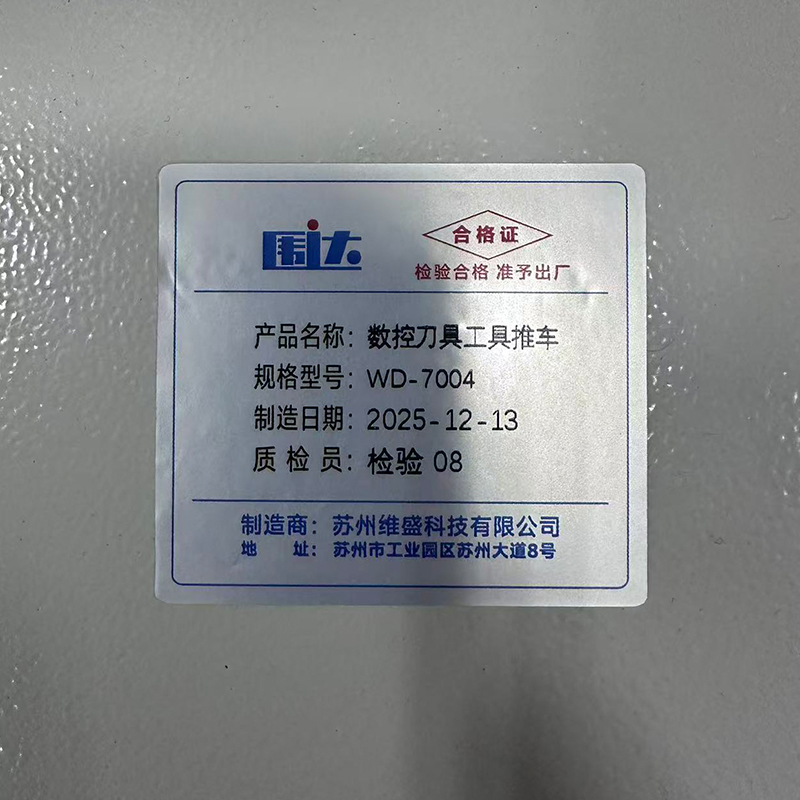 围达
合格证
检验合格 准予出厂
产品名称：数控刀具工具推车
规格型号：WD-7004
制造日期：2025-12-13
质检员：检验 08
制造商：苏州维盛科技有限公司
地址：苏州市工业园区苏州大道8号